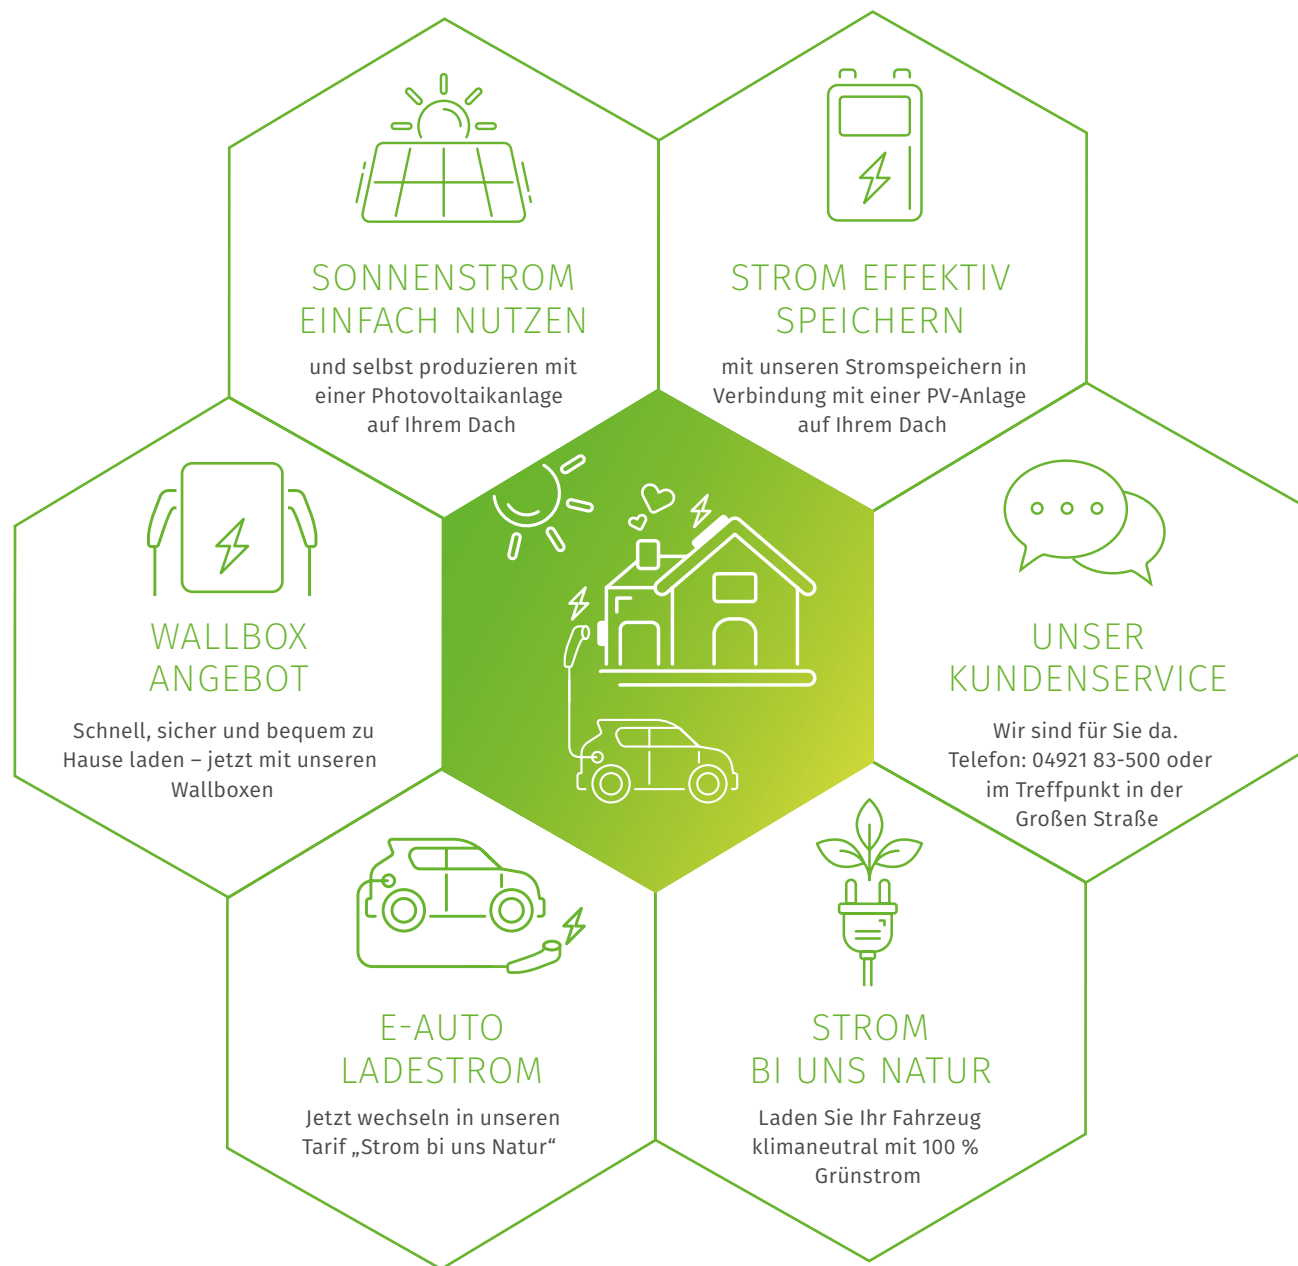 SONNENSTROM
EINFACH NUTZEN
und selbst produzieren mit
einer Photovoltaikanlage
auf Ihrem Dach
STROM EFFEKTIV
SPEICHERN
mit unseren Stromspeichern in
Verbindung mit einer PV-Anlage
auf Ihrem Dach
WALLBOX
ANGEBOT
Schnell, sicher und bequem zu
Hause laden – jetzt mit unseren
Wallboxen
UNSER
KUNDENSERVICE
Wir sind für Sie da.
Telefon: 04921 83-500 oder
im Treffpunkt in der
Großen Straße
E-AUTO
LADESTROM
Jetzt wechseln in unseren
Tarif „Strom bi uns Natur“
STROM
BI UNS NATUR
Laden Sie Ihr Fahrzeug
klimaneutral mit 100 %
Grünstrom